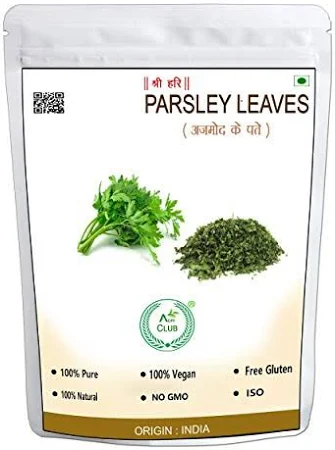 || श्री हरि ||
PARSLEY LEAVES
( अजमोद के पते )
AGRI
CLUB
®
• 100% Pure
• 100% Vegan
• Free Gluten
• 100% Natural
• NO GMO
• ISO
ORIGIN : INDIA